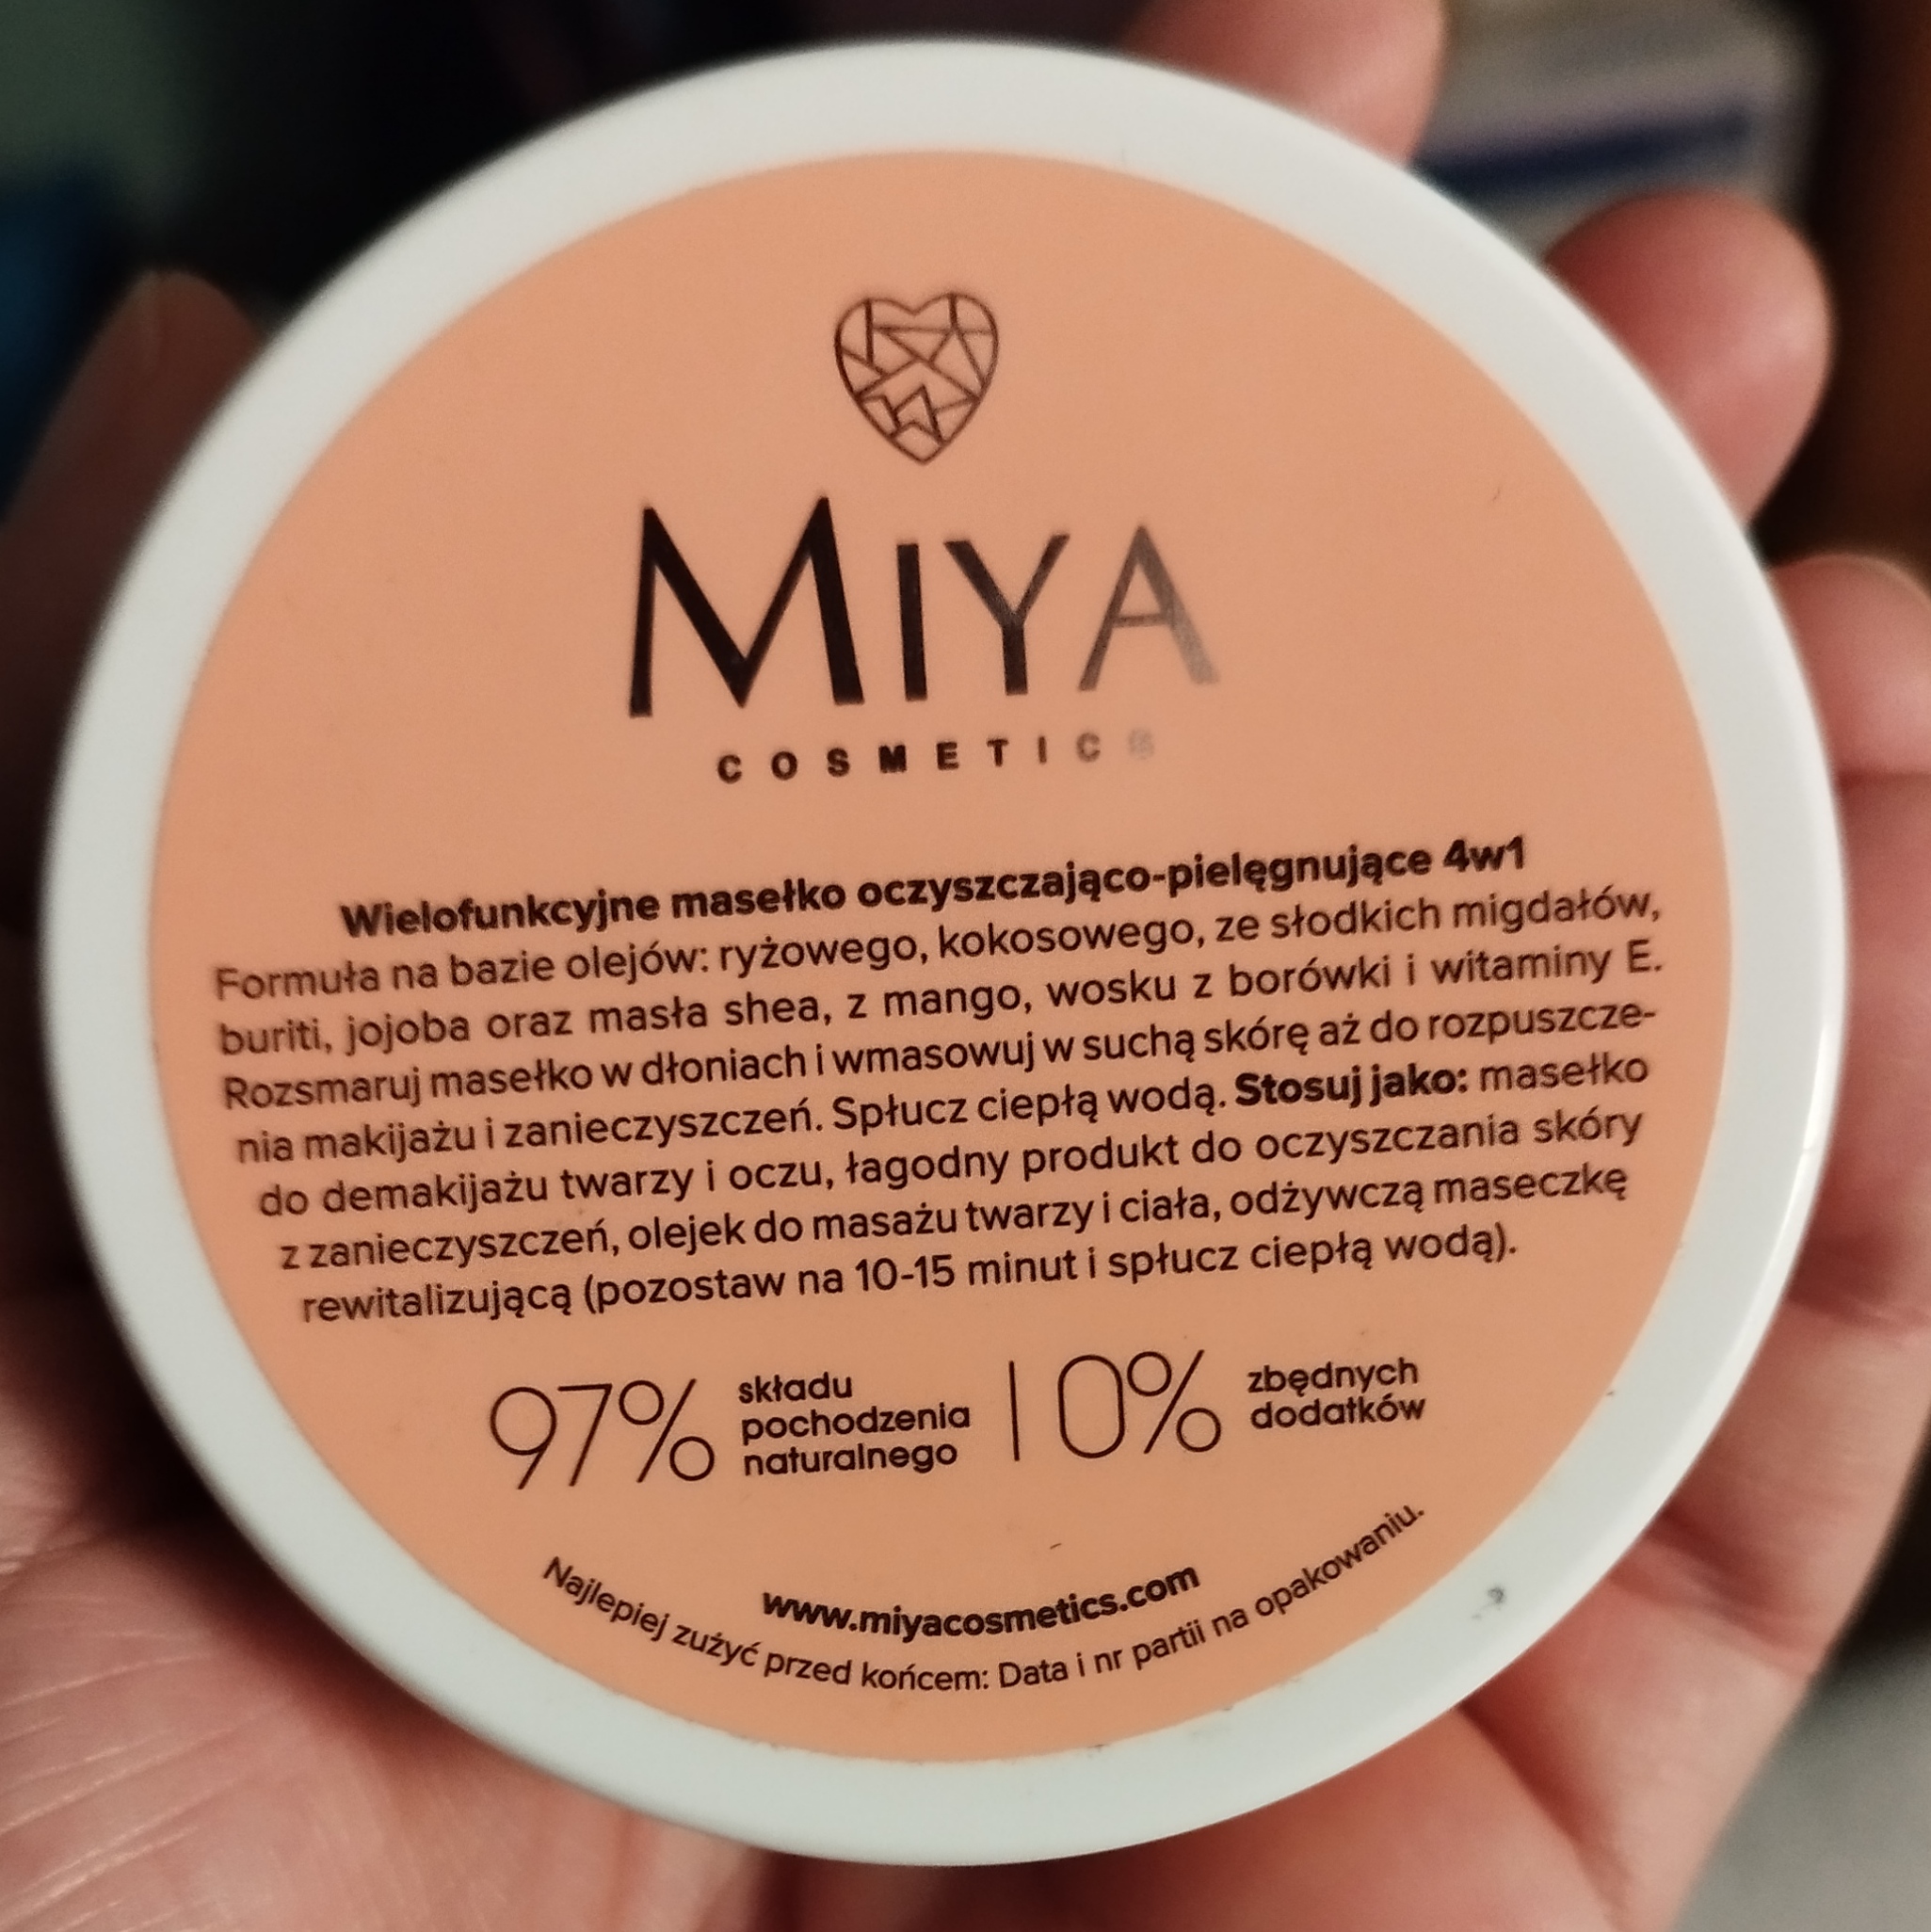 MIYA
COSMETICS
Wielofunkcyjne masełko oczyszczająco-pielęgnujące 4w1
Formuła na bazie olejów: ryżowego, kokosowego, ze słodkich migdałów,
buriti, jojoba oraz masła shea, z mango, wosku z borówki i witaminy E.
Rozsmaruj masełko w dłoniach i wmasowuj w suchą skórę aż do rozpuszcze-
nia makijażu i zanieczyszczeń. Spłucz ciepłą wodą. Stosuj jako: masełko
do demakijażu twarzy i oczu, łagodny produkt do oczyszczania skóry
z zanieczyszczeń, olejek do masażu twarzy i ciała, odżywczą maseczkę
rewitalizującą (pozostaw na 10-15 minut i spłucz ciepłą wodą).
97% składu
pochodzenia
naturalnego
0% zbędnych
dodatków
www.miyacosmetics.com
Najlepiej zużyć przed końcem: Data i nr partii na opakowaniu.